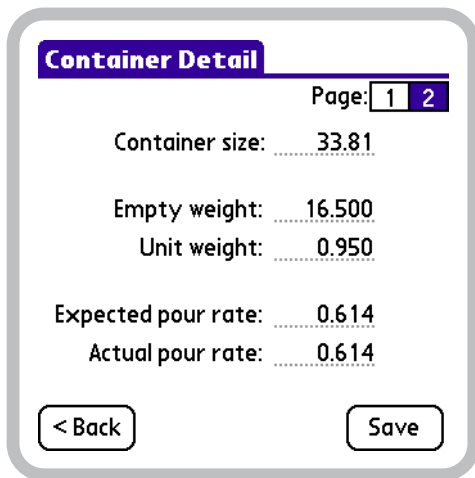 Container Detail
Page: 1 2
Container size: 33.81
Empty weight: 16.500
Unit weight: 0.950
Expected pour rate: 0.614
Actual pour rate: 0.614
< Back Save